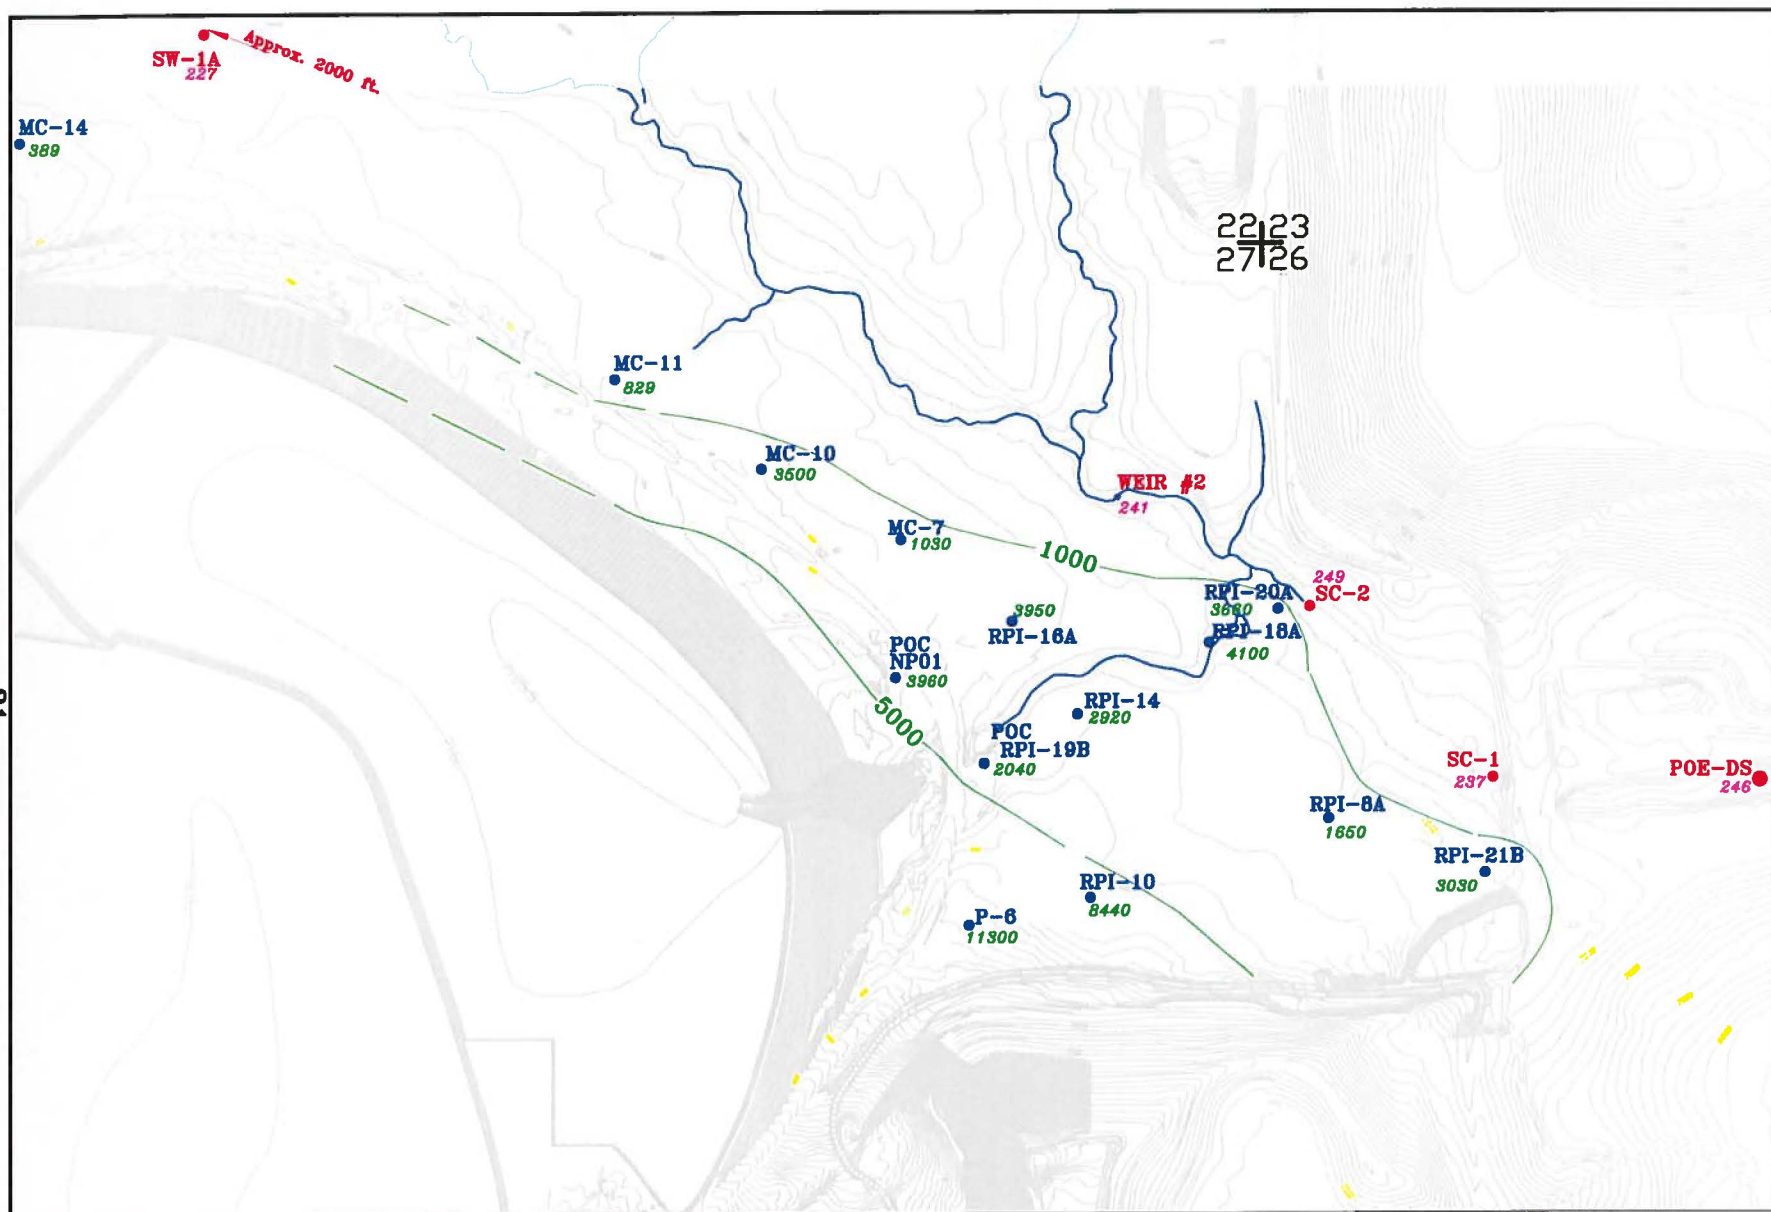 Approx. 2000 ft.
SW-1A
227
MC-14
389
22 23
27 26
MC-11
829
MC-10
3500
WEIR #2
241
MC-7
1030
1000
249
SC-2
RPI-20A
3950
RPI-16A
RPI-18A
4100
POC
NP01
3960
RPI-14
2920
5000
POC
RPI-19B
2040
SC-1
237
POE-DS
246
RPI-8A
1650
RPI-21B
3030
RPI-10
8440
P-6
11300